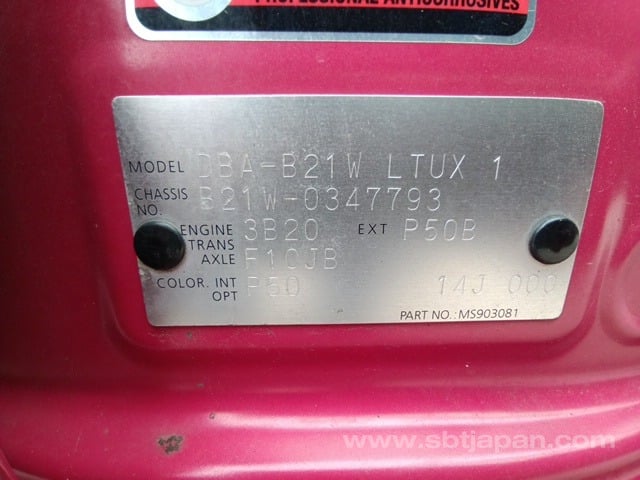 PROFESSIONAL ANTICORROSIVES
MODEL DBA-B21W LTUX 1
CHASSIS NO. B21W-0347793
ENGINE 3B20 EXT P50B
TRANS AXLE F1CJB
COLOR. INT OPT P50 14J 000
PART NO.: MS903081
www.sbtjapan.com